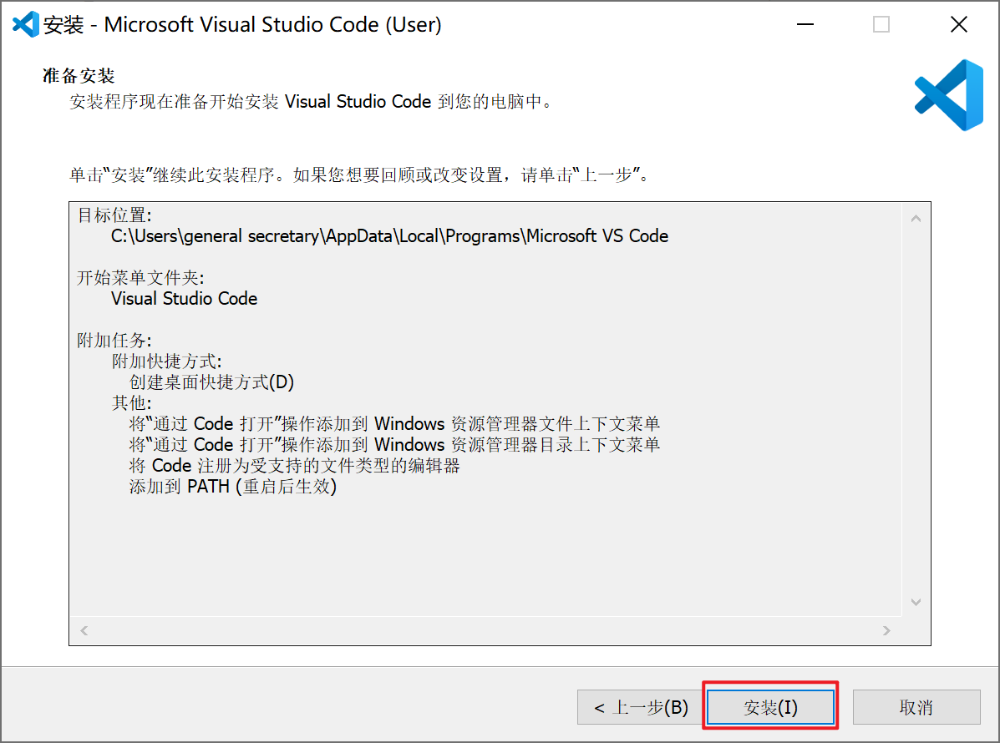 安装 - Microsoft Visual Studio Code (User)
准备安装
安装程序现在准备开始安装 Visual Studio Code 到您的电脑中。
单击“安装”继续此安装程序。如果您想要回顾或改变设置，请单击“上一步”。
目标位置:
C:\Users\general secretary\AppData\Local\Programs\Microsoft VS Code
开始菜单文件夹:
Visual Studio Code
附加任务:
附加快捷方式:
创建桌面快捷方式(D)
其他:
将“通过 Code 打开”操作添加到 Windows 资源管理器文件上下文菜单
将“通过 Code 打开”操作添加到 Windows 资源管理器目录上下文菜单
将 Code 注册为受支持的文件类型的编辑器
添加到 PATH (重启后生效)
< 上一步(B) 安装(I) 取消